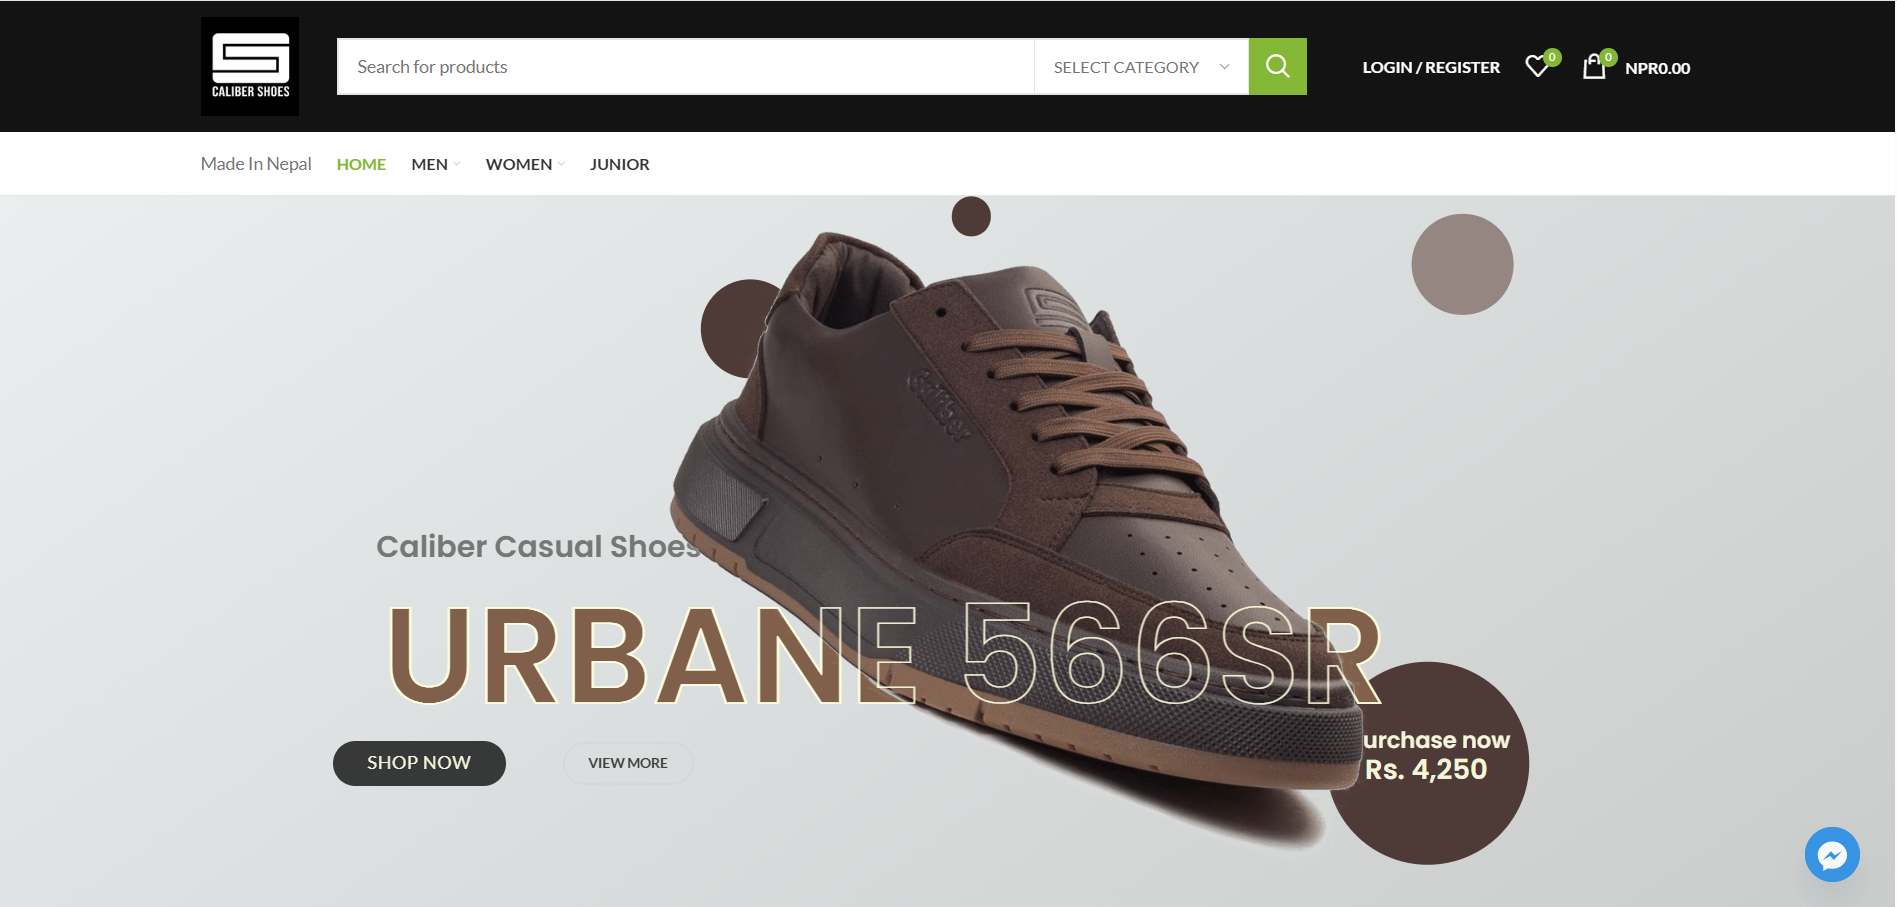 CALIBER SHOES
Search for products
SELECT CATEGORY
LOGIN / REGISTER
0
0
NPR0.00
Made In Nepal
HOME
MEN
WOMEN
JUNIOR
Caliber
Caliber Casual Shoes
URBANE 566SR
urchase now
Rs. 4,250
SHOP NOW
VIEW MORE